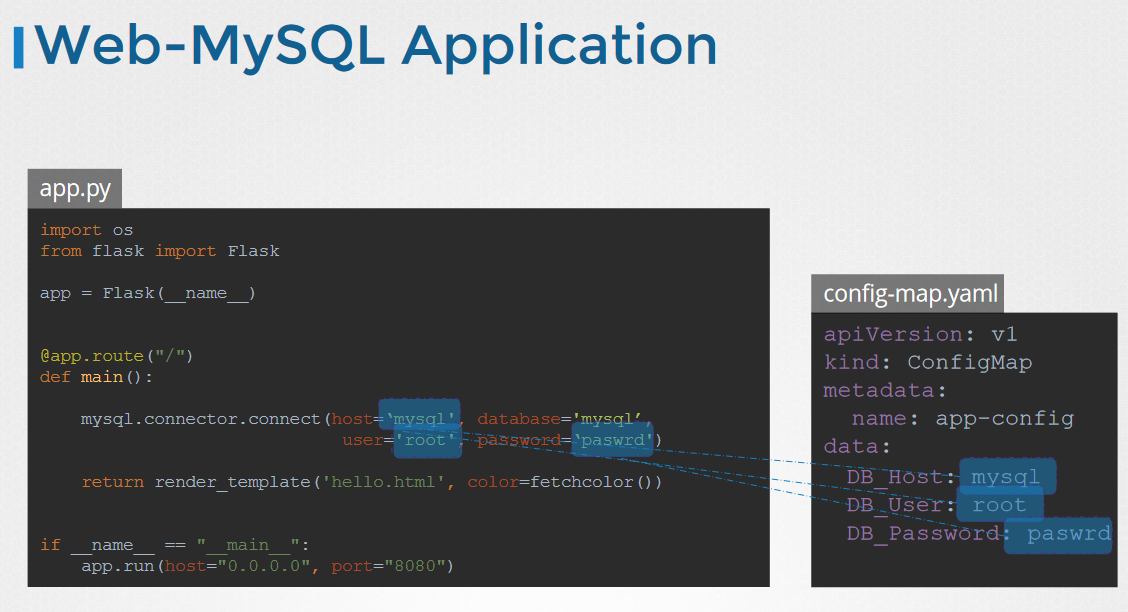 Web-MySQL Application
app.py
import os
from flask import Flask
app = Flask(__name__)
@app.route("/")
def main():
mysql.connector.connect(host=‘mysql', database='mysql’,
user='root', password=‘paswrd')
return render_template('hello.html', color=fetchcolor())
if __name__ == "__main__":
app.run(host="0.0.0.0", port="8080")
config-map.yaml
apiVersion: v1
kind: ConfigMap
metadata:
name: app-config
data:
DB_Host: mysql
DB_User: root
DB_Password: paswrd